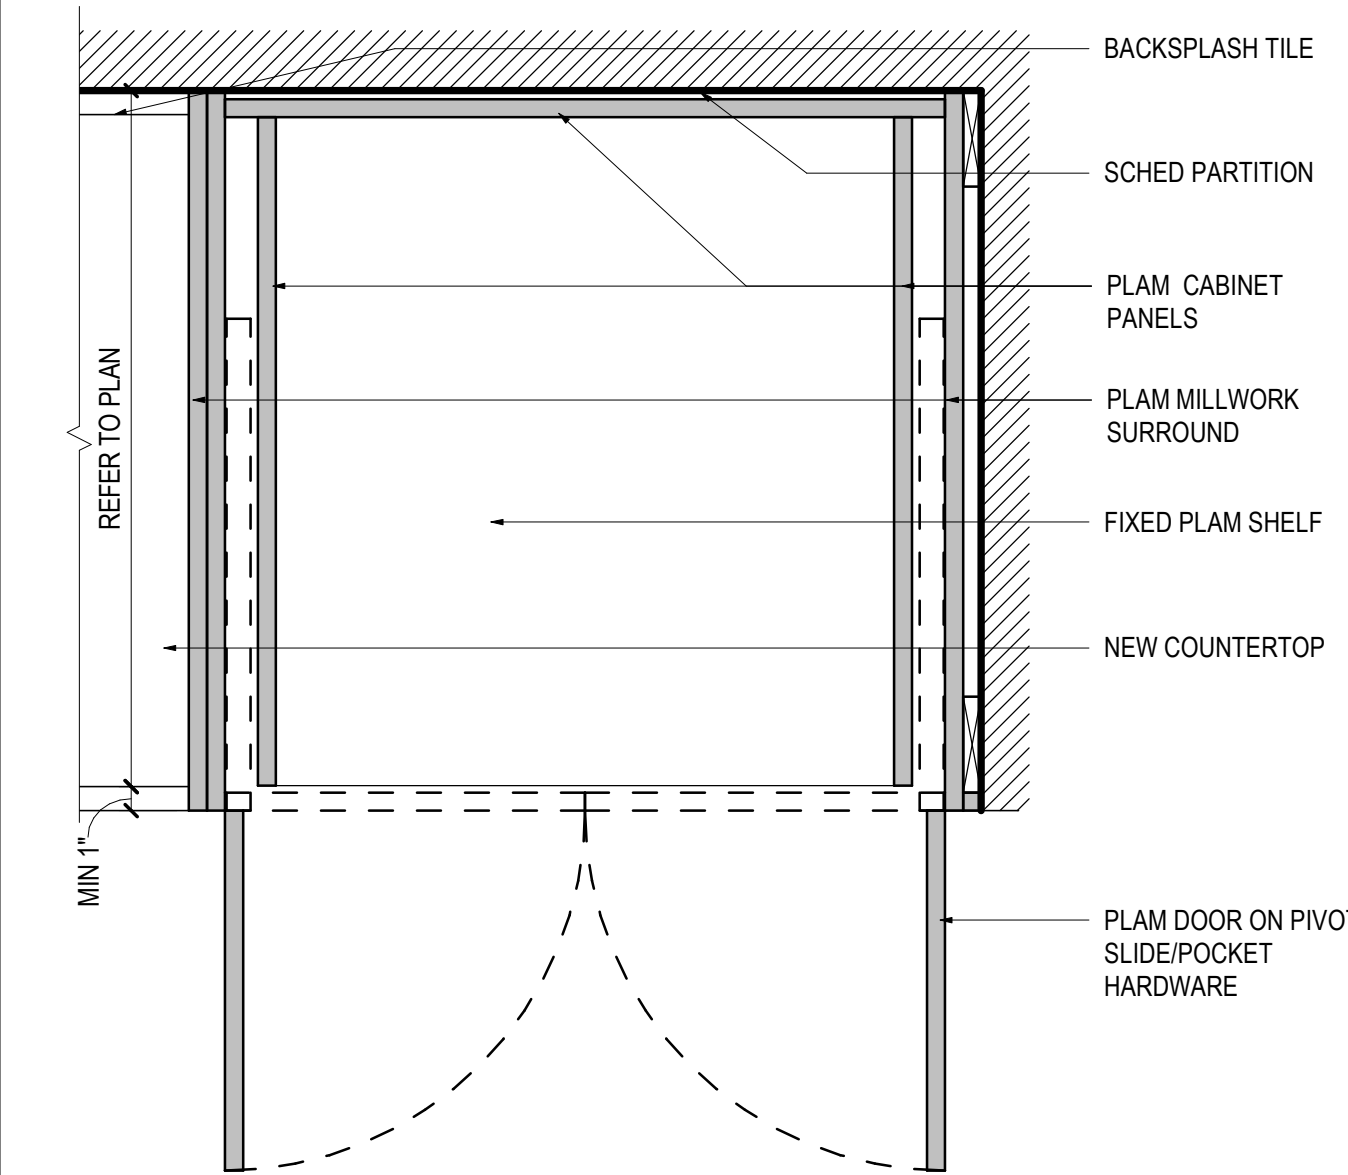 BACKSPLASH TILE
SCHED PARTITION
PLAM CABINET
PANELS
PLAM MILLWORK
SURROUND
FIXED PLAM SHELF
NEW COUNTERTOP
PLAM DOOR ON PIVOT
SLIDE/POCKET
HARDWARE
REFER TO PLAN
MIN 1"